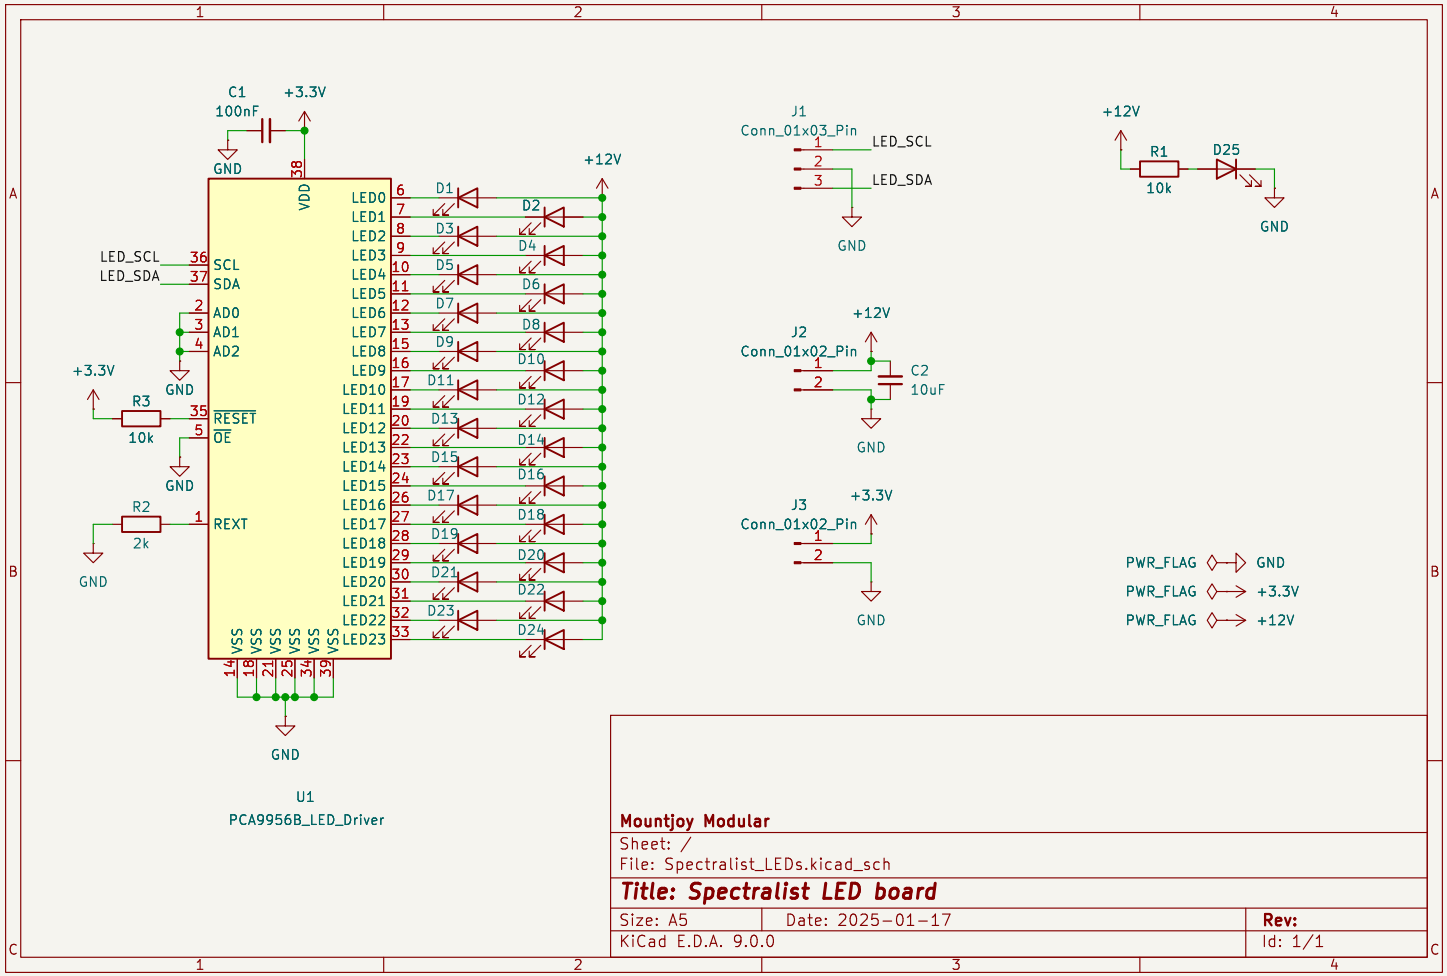 1 2 3 4
C1 +3.3V
100nF
GND
38
VDD
+12V
J1
Conn_01x03_Pin
1 LED_SCL
2
3 LED_SDA
GND
+12V
R1 D25
10k
GND
A A
LED0 6 D1
LED1 7 D2
LED2 8 D3
LED3 9 D4
LED4 10 D5
LED5 11 D6
LED6 12 D7
LED7 13 D8
LED8 15 D9
LED9 16 D10
LED10 17 D11
LED11 19 D12
LED12 20 D13
LED13 22 D14
LED14 23 D15
LED15 24 D16
LED16 26 D17
LED17 27 D18
LED18 28 D19
LED19 29 D20
LED20 30 D21
LED21 31 D22
LED22 32 D23
LED23 33 D24
LED_SCL 36 SCL
LED_SDA 37 SDA
2 AD0
3 AD1
4 AD2
GND
+3.3V
R3 35 RESET
10k 5 OE
GND
R2 1 REXT
2k
GND
VSS VSS VSS VSS VSS VSS
14 18 21 25 34 39
GND
U1
PCA9956B_LED_Driver
+12V
J2
Conn_01x02_Pin
1 C2
2 10uF
GND
J3 +3.3V
Conn_01x02_Pin
1
2
GND
B B
PWR_FLAG GND
PWR_FLAG +3.3V
PWR_FLAG +12V
Mountjoy Modular
Sheet: /
File: Spectralist_LEDs.kicad_sch
Title: Spectralist LED board
Size: A5 Date: 2025-01-17 Rev:
KiCad E.D.A. 9.0.0 Id: 1/1
C C
1 2 3 4